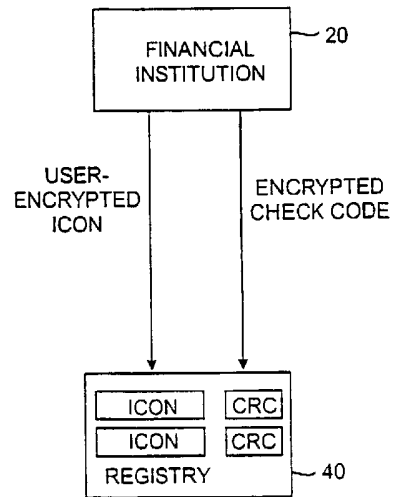 FINANCIAL
INSTITUTION
20
USER-
ENCRYPTED
ICON
ENCRYPTED
CHECK CODE
ICON CRC
ICON CRC
REGISTRY
40